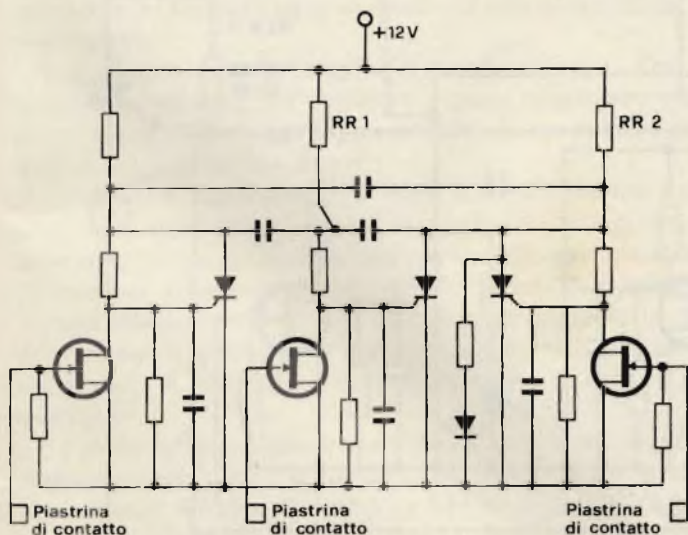 +12V
RR 1
RR 2
Piastrina
di contatto
Piastrina
di contatto
Piastrina
di contatto